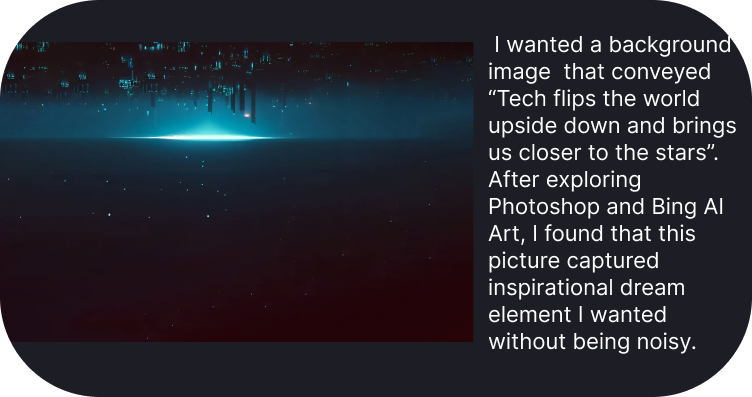 I wanted a background
image  that conveyed
“Tech flips the world
upside down and brings
us closer to the stars”.
After exploring
Photoshop and Bing AI
Art, I found that this
picture captured
inspirational dream
element I wanted
without being noisy.